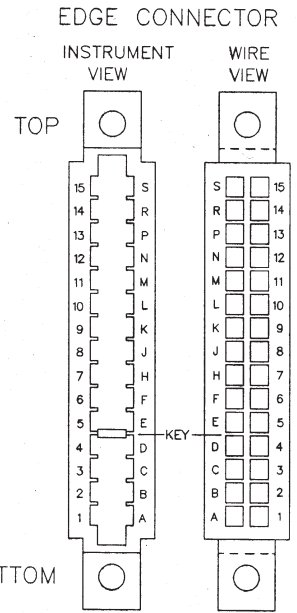 EDGE CONNECTOR
INSTRUMENT VIEW
WIRE VIEW
TOP
15 S S 15
14 R R 14
13 P P 13
12 N N 12
11 M M 11
10 L L 10
9 K K 9
8 J J 8
7 H H 7
6 F F 6
5 E E 5
KEY
4 D D 4
3 C C 3
2 B B 2
1 A A 1
TTOM